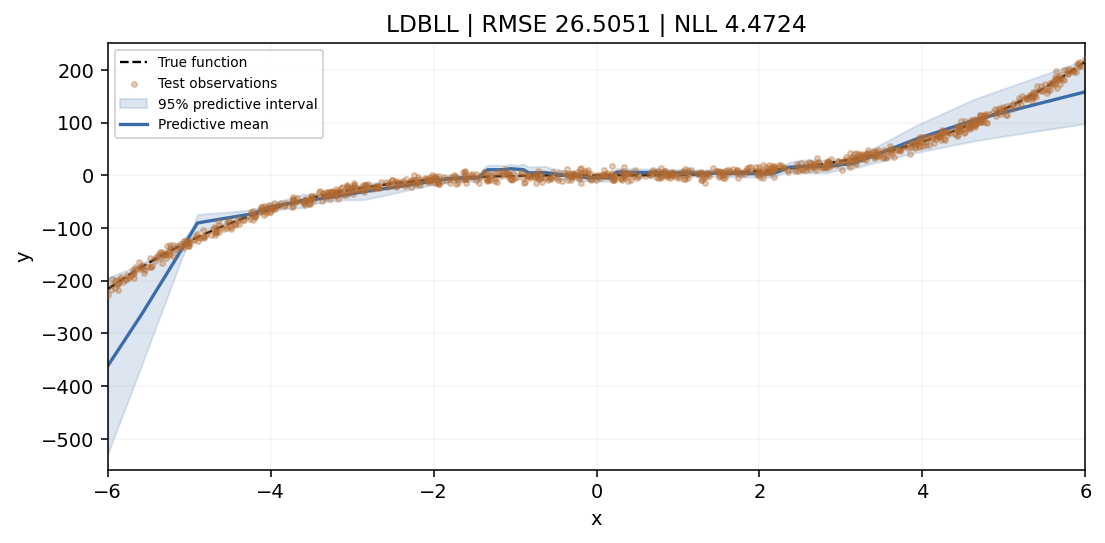 LDBLL | RMSE 26.5051 | NLL 4.4724
True function
Test observations
95% predictive interval
Predictive mean
200
100
0
−100
−200
−300
−400
−500
y
−6
−4
−2
0
2
4
6
x